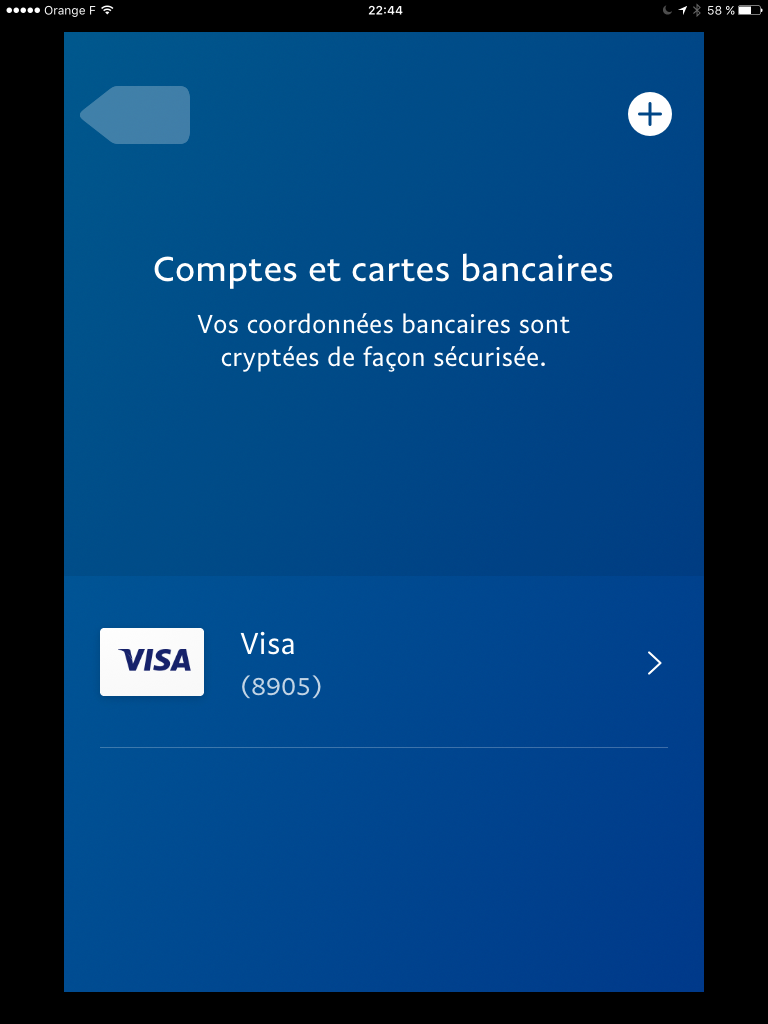 Orange F 22:44 58 %
Comptes et cartes bancaires
Vos coordonnées bancaires sont
cryptées de façon sécurisée.
VISA
Visa
(8905)